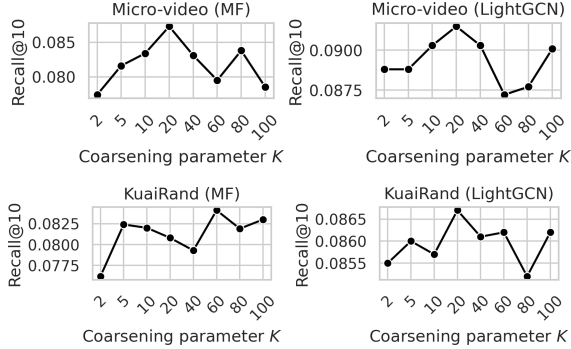 Micro-video (MF)
Recall@10
0.085
0.080
2 5 10 20 40 60 80 100
Coarsening parameter K
Micro-video (LightGCN)
Recall@10
0.0900
0.0875
2 5 10 20 40 60 80 100
Coarsening parameter K
KuaiRand (MF)
Recall@10
0.0825
0.0800
0.0775
2 5 10 20 40 60 80 100
Coarsening parameter K
KuaiRand (LightGCN)
Recall@10
0.0865
0.0860
0.0855
2 5 10 20 40 60 80 100
Coarsening parameter K